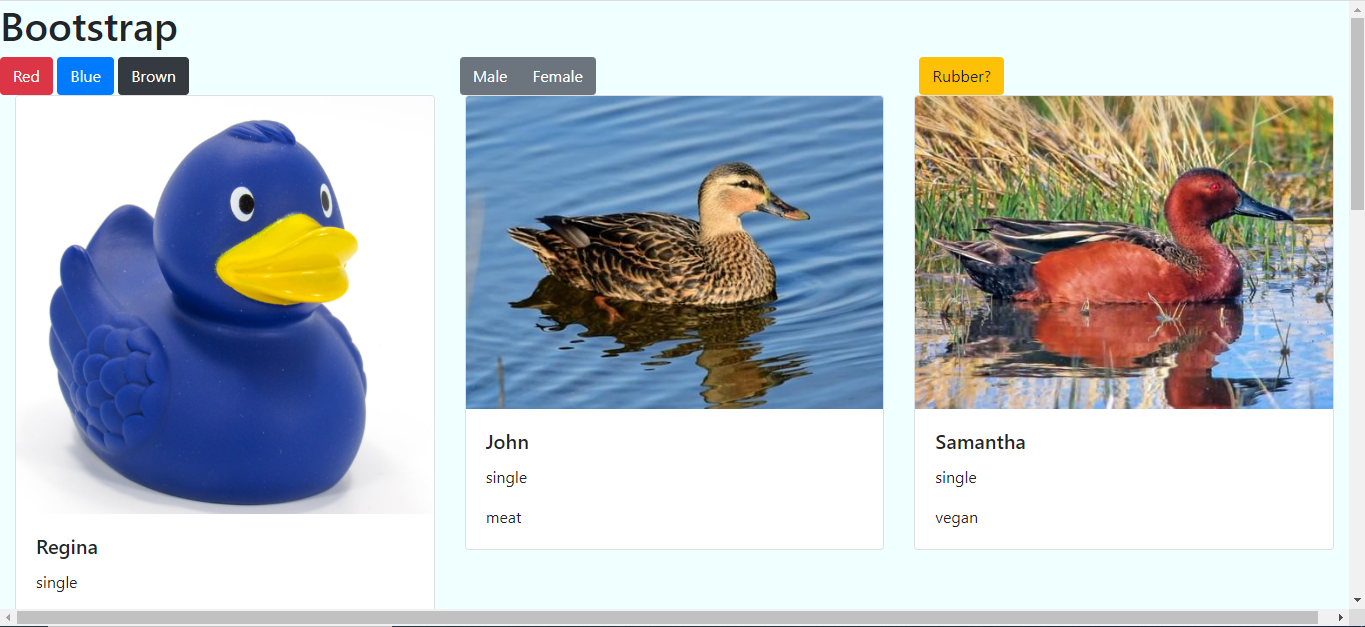 Bootstrap
Red Blue Brown Male Female Rubber?
Regina
single
John
single
meat
Samantha
single
vegan